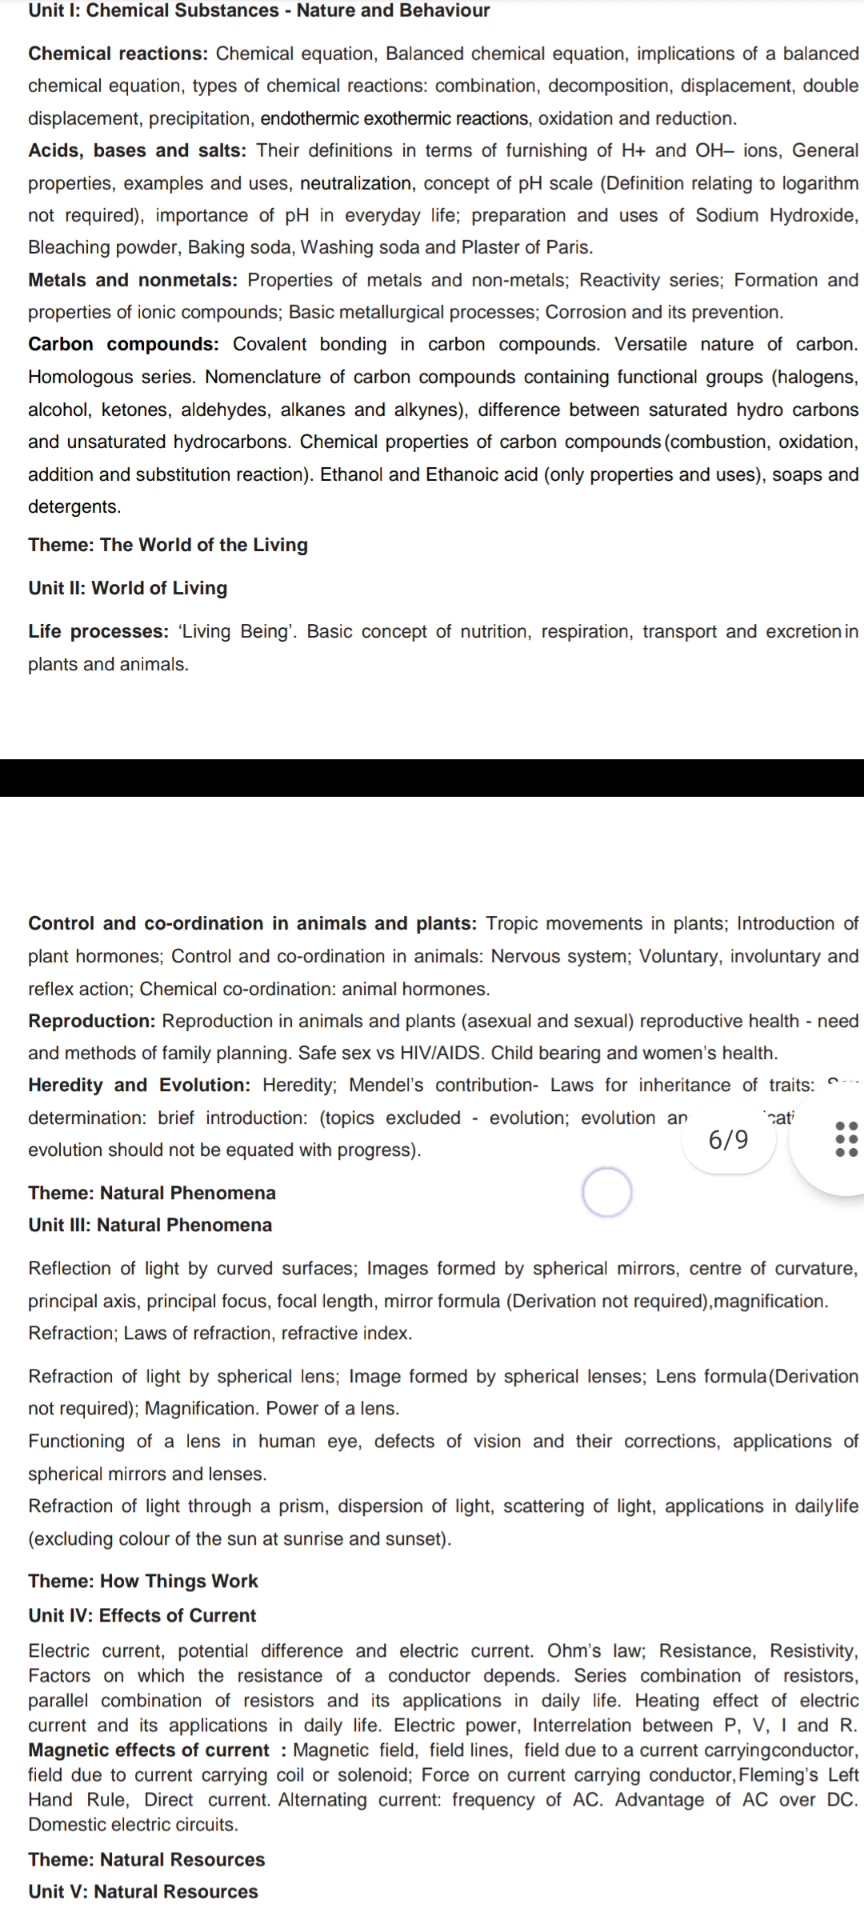 Unit I: Chemical Substances - Nature and Behaviour
Chemical reactions: Chemical equation, Balanced chemical equation, implications of a balanced
chemical equation, types of chemical reactions: combination, decomposition, displacement, double
displacement, precipitation, endothermic exothermic reactions, oxidation and reduction.
Acids, bases and salts: Their definitions in terms of furnishing of H+ and OH– ions, General
properties, examples and uses, neutralization, concept of pH scale (Definition relating to logarithm
not required), importance of pH in everyday life; preparation and uses of Sodium Hydroxide,
Bleaching powder, Baking soda, Washing soda and Plaster of Paris.
Metals and nonmetals: Properties of metals and non-metals; Reactivity series; Formation and
properties of ionic compounds; Basic metallurgical processes; Corrosion and its prevention.
Carbon compounds: Covalent bonding in carbon compounds. Versatile nature of carbon.
Homologous series. Nomenclature of carbon compounds containing functional groups (halogens,
alcohol, ketones, aldehydes, alkanes and alkynes), difference between saturated hydro carbons
and unsaturated hydrocarbons. Chemical properties of carbon compounds (combustion, oxidation,
addition and substitution reaction). Ethanol and Ethanoic acid (only properties and uses), soaps and
detergents.
Theme: The World of the Living
Unit II: World of Living
Life processes: ‘Living Being’. Basic concept of nutrition, respiration, transport and excretion in
plants and animals.
Control and co-ordination in animals and plants: Tropic movements in plants; Introduction of
plant hormones; Control and co-ordination in animals: Nervous system; Voluntary, involuntary and
reflex action; Chemical co-ordination: animal hormones.
Reproduction: Reproduction in animals and plants (asexual and sexual) reproductive health - need
and methods of family planning. Safe sex vs HIV/AIDS. Child bearing and women’s health.
Heredity and Evolution: Heredity; Mendel’s contribution- Laws for inheritance of traits:
determination: brief introduction: (topics excluded - evolution; evolution
6/9
evolution should not be equated with progress).
Theme: Natural Phenomena
Unit III: Natural Phenomena
Reflection of light by curved surfaces; Images formed by spherical mirrors, centre of curvature,
principal axis, principal focus, focal length, mirror formula (Derivation not required),magnification.
Refraction; Laws of refraction, refractive index.
Refraction of light by spherical lens; Image formed by spherical lenses; Lens formula(Derivation
not required); Magnification. Power of a lens.
Functioning of a lens in human eye, defects of vision and their corrections, applications of
spherical mirrors and lenses.
Refraction of light through a prism, dispersion of light, scattering of light, applications in daily life
(excluding colour of the sun at sunrise and sunset).
Theme: How Things Work
Unit IV: Effects of Current
Electric current, potential difference and electric current. Ohm’s law; Resistance, Resistivity,
Factors on which the resistance of a conductor depends. Series combination of resistors,
parallel combination of resistors and its applications in daily life. Heating effect of electric
current and its applications in daily life. Electric power, Interrelation between P, V, I and R.
Magnetic effects of current : Magnetic field, field lines, field due to a current carrying conductor,
field due to current carrying coil or solenoid; Force on current carrying conductor, Fleming’s Left
Hand Rule, Direct current. Alternating current: frequency of AC. Advantage of AC over DC.
Domestic electric circuits.
Theme: Natural Resources
Unit V: Natural Resources